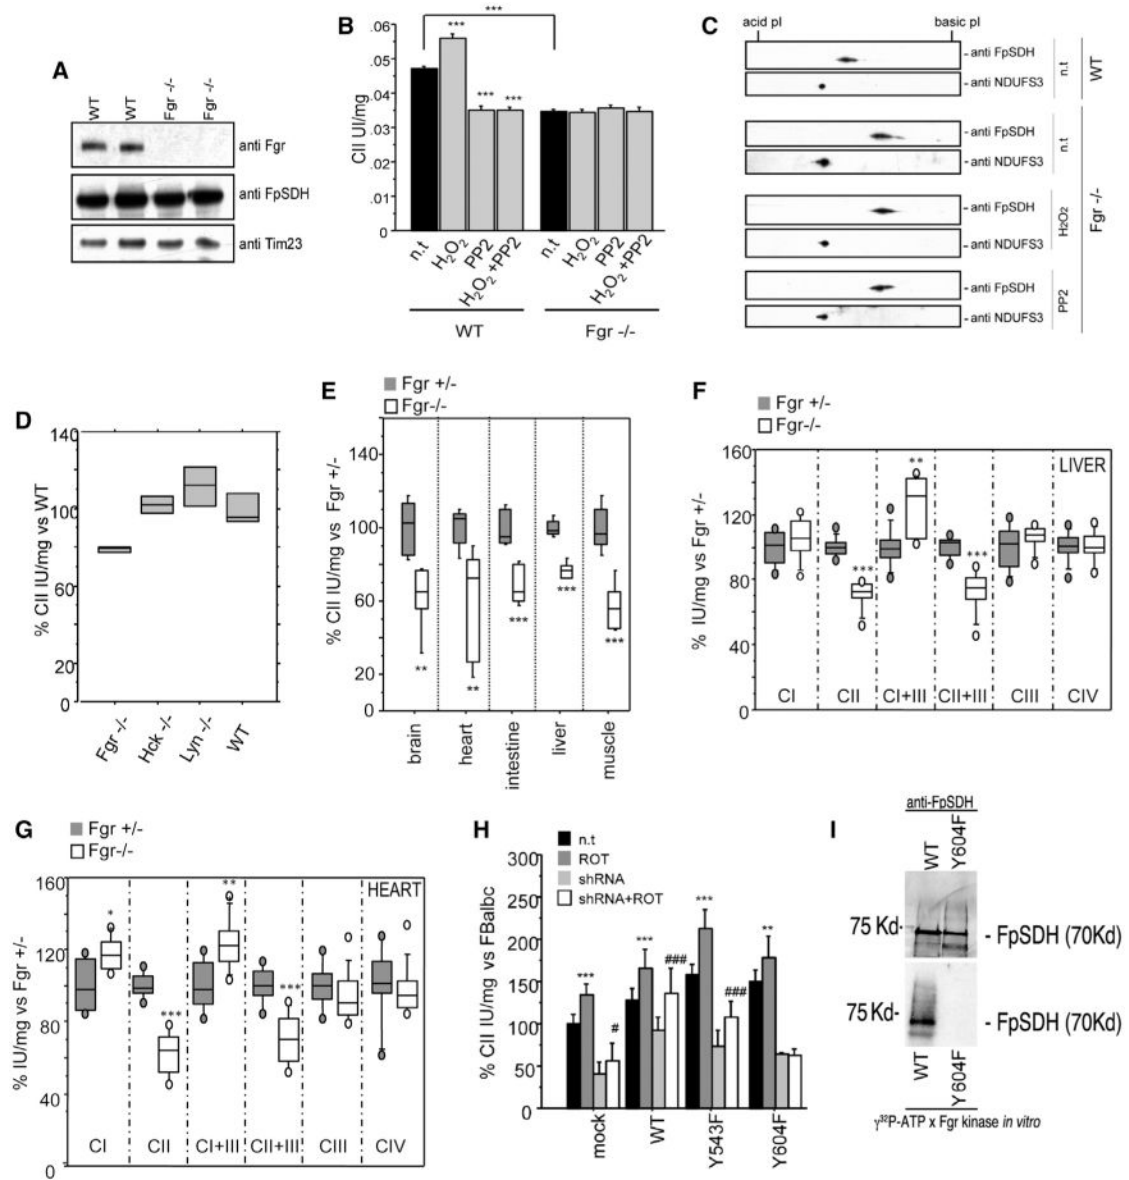 A
WT
WT
Fgr -/-
Fgr -/-
anti Fgr
anti FpSDH
anti Tim23
B
***
CII UI/mg
.06
.05
.04
.03
.02
.01
0
***
***
***
n.t
H2O2
PP2
H2O2+PP2
n.t
H2O2
PP2
H2O2+PP2
WT
Fgr -/-
C
acid pI
basic pI
- anti FpSDH
- anti NDUFS3
n.t
WT
- anti FpSDH
- anti NDUFS3
n.t
- anti FpSDH
- anti NDUFS3
H2O2
- anti FpSDH
- anti NDUFS3
PP2
Fgr -/-
D
% CII IU/mg vs WT
140
100
80
60
40
20
0
Fgr -/-
Hck -/-
Lyn -/-
WT
E
Fgr +/-
Fgr-/-
% CII IU/mg vs Fgr +/-
140
100
80
60
40
20
0
**
**
***
***
***
brain
heart
intestine
liver
muscle
F
Fgr +/-
Fgr-/-
% IU/mg vs Fgr +/-
160
120
80
40
0
LIVER
***
**
***
CI
CII
CI+III
CII+III
CIII
CIV
G
Fgr +/-
Fgr-/-
% IU/mg vs Fgr +/-
160
120
80
40
0
HEART
*
***
**
***
CI
CII
CI+III
CII+III
CIII
CIV
H
n.t
ROT
shRNA
shRNA+ROT
% CII IU/mg vs FBalbc
300
250
200
150
100
50
0
***
#
***
###
***
###
**
mock
WT
Y543F
Y604F
I
anti-FpSDH
WT
Y604F
75 Kd-
- FpSDH (70Kd)
75Kd-
- FpSDH (70Kd)
WT
Y604F
γ32P-ATP x Fgr kinase in vitro